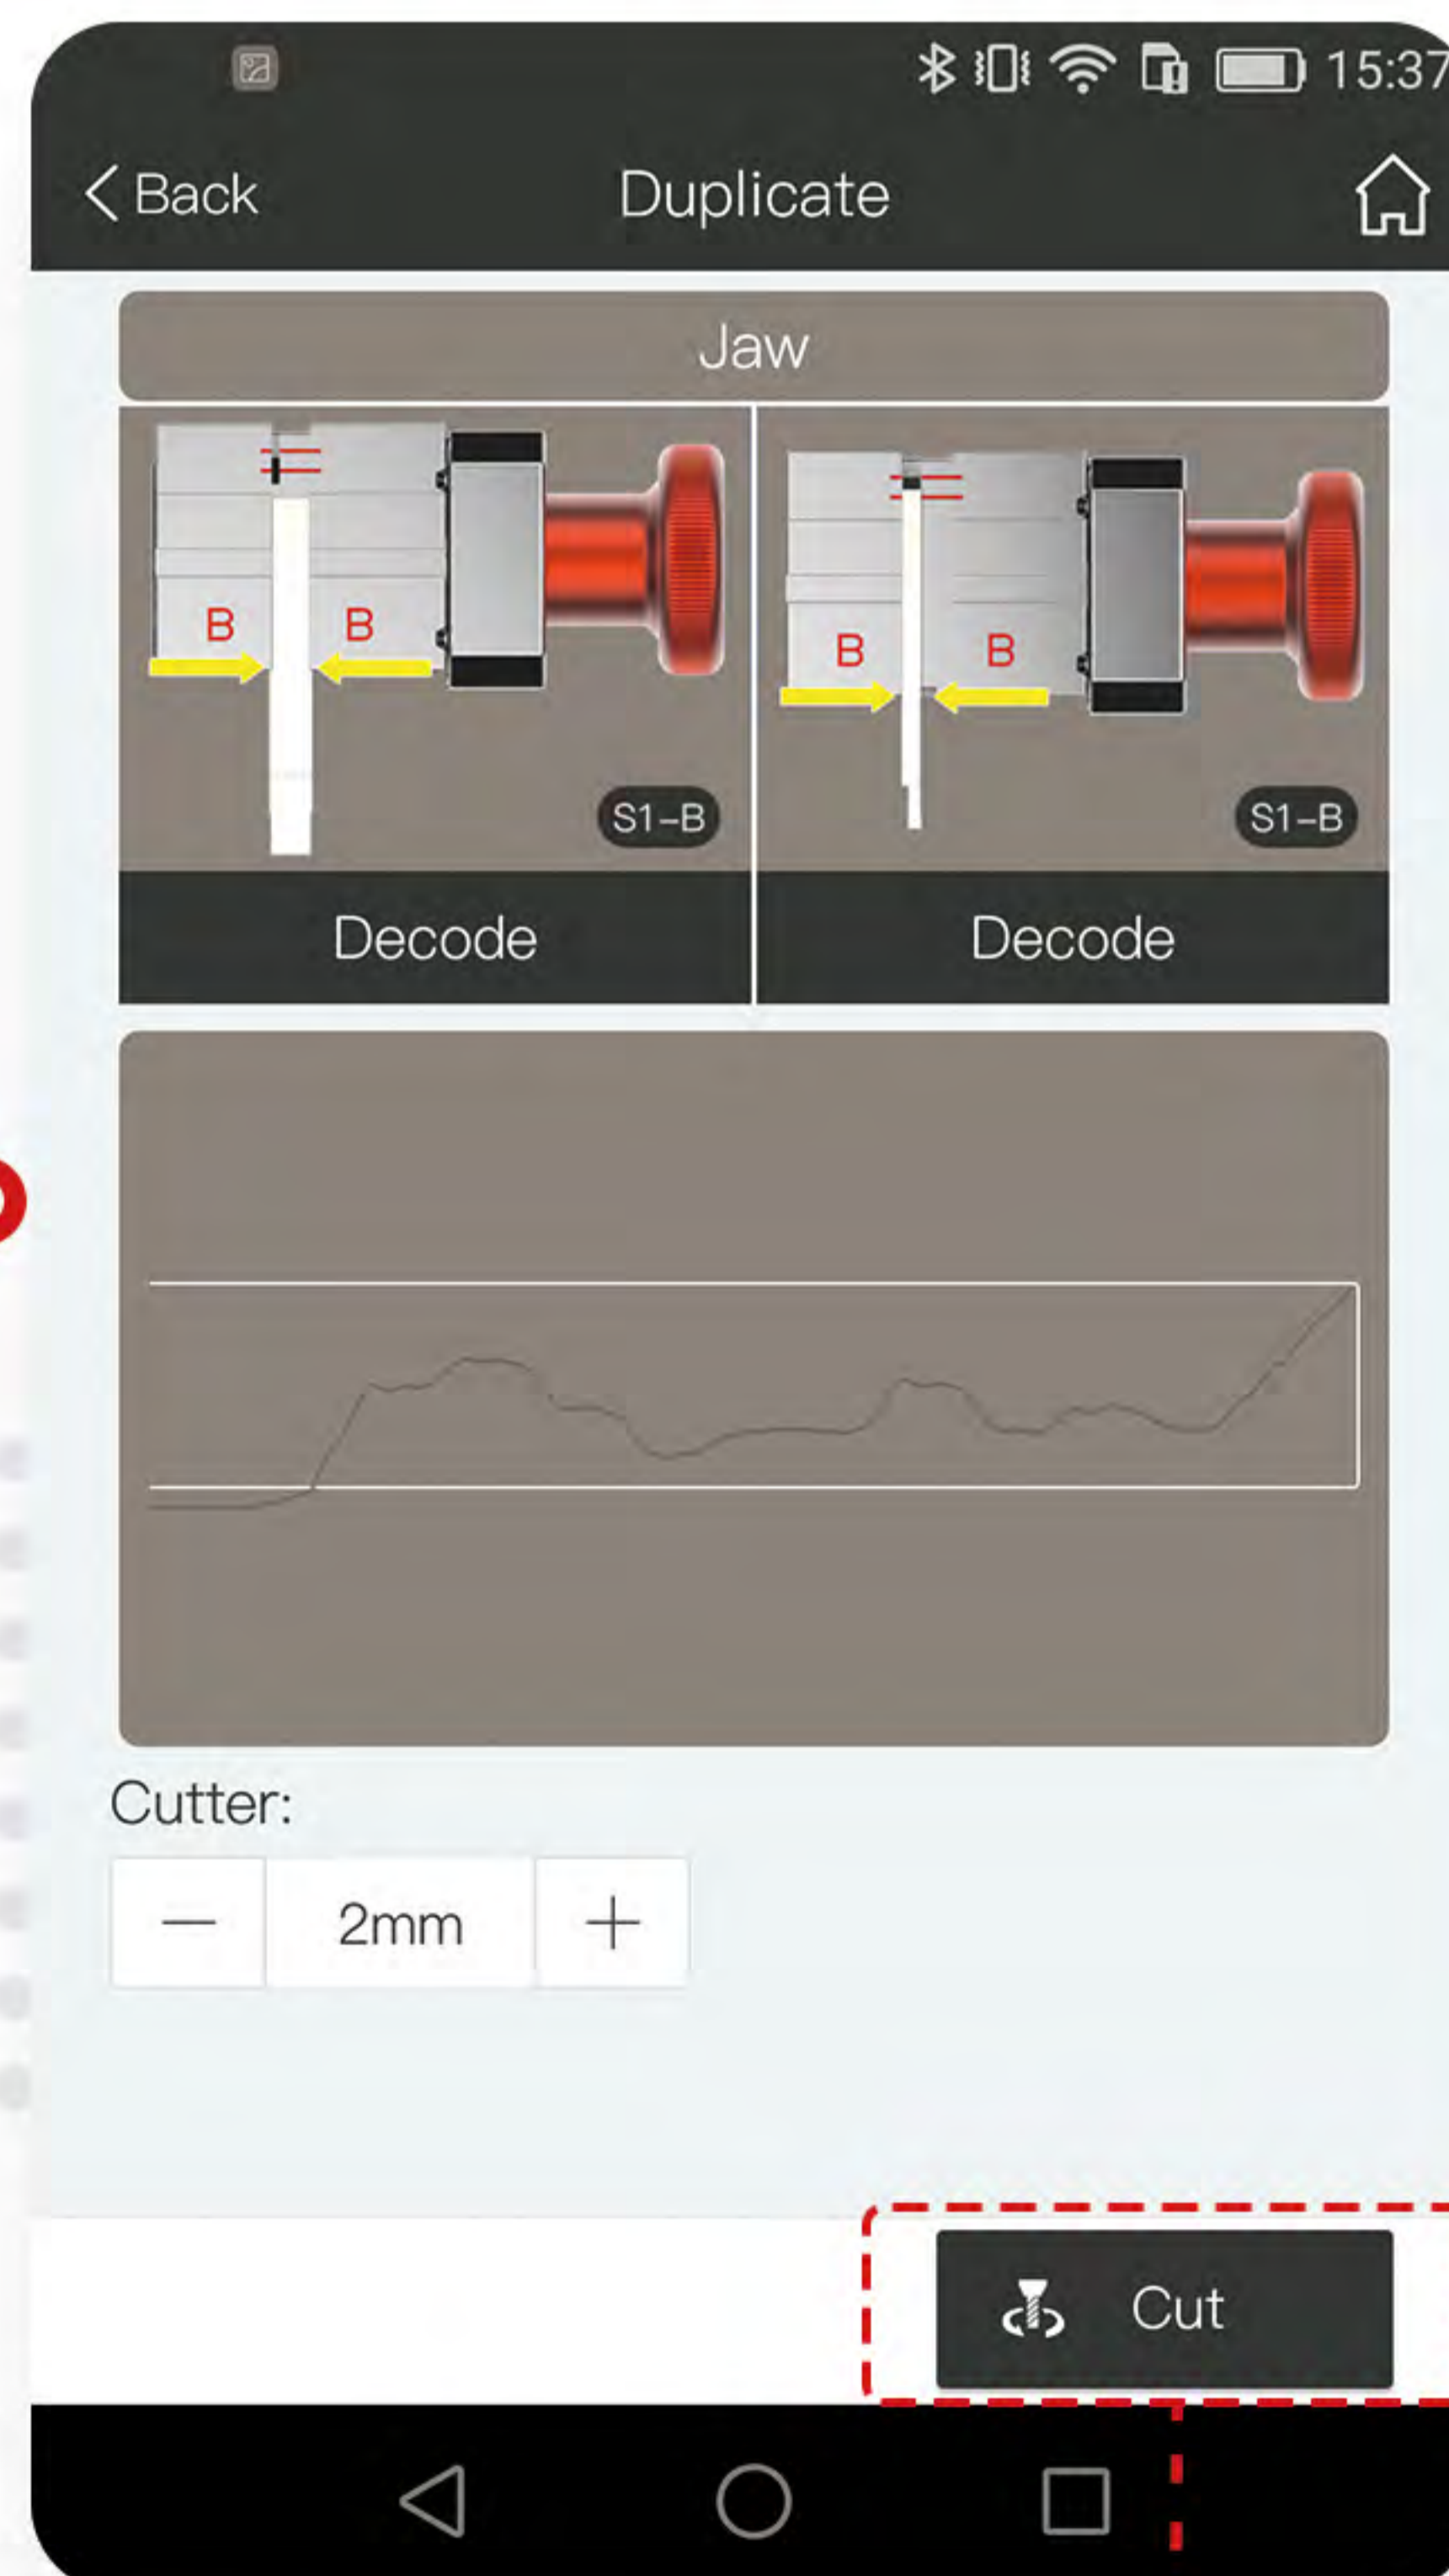 15:37
Back
Duplicate
Jaw
B B
B B
S1-B
S1-B
Decode
Decode
Cutter:
— 2mm +
Cut